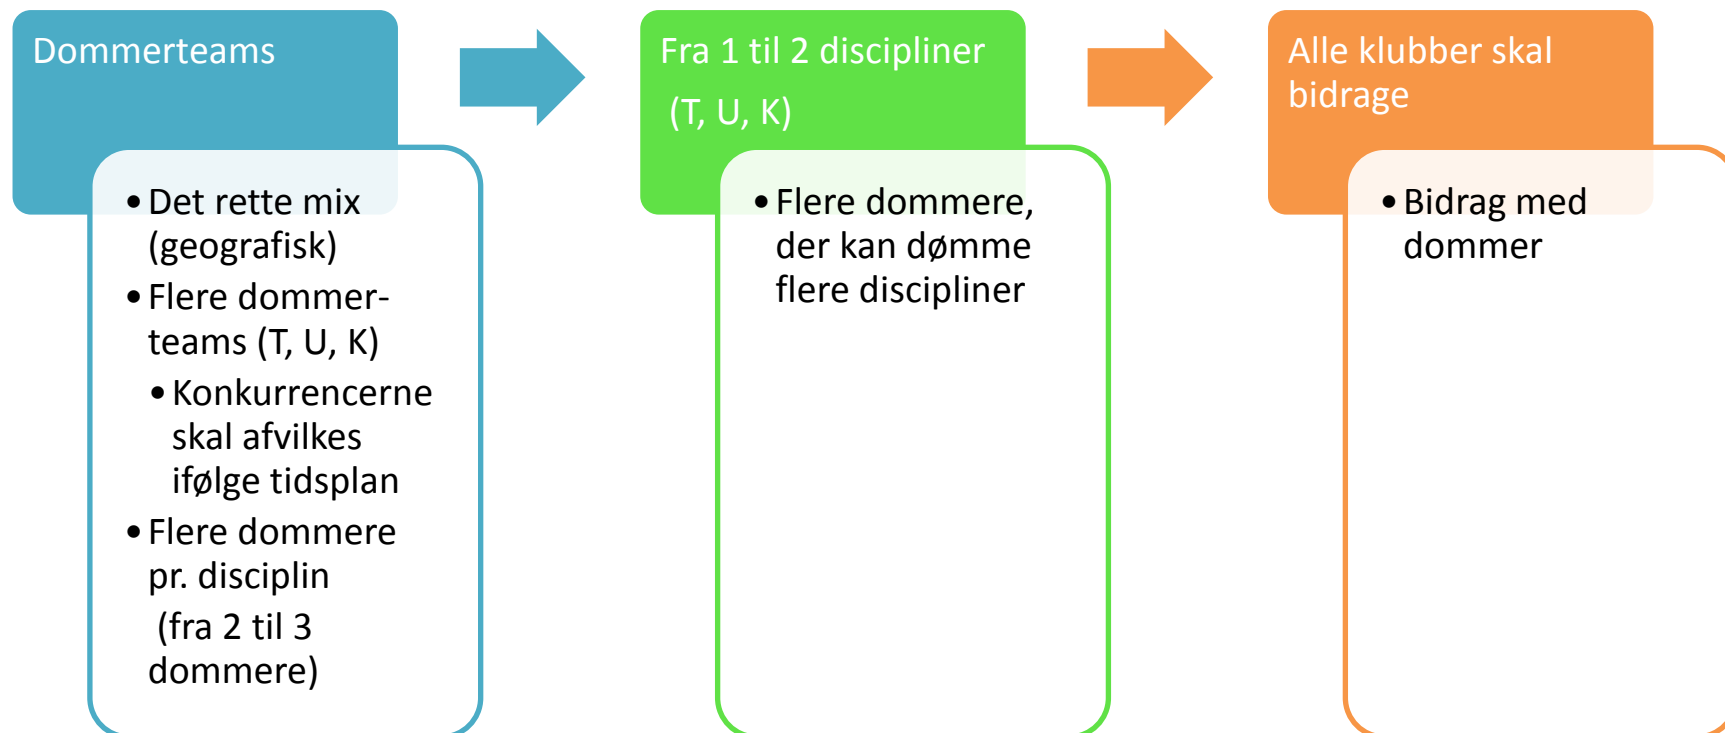 Dommerteams
• Det rette mix
(geografisk)
• Flere dommer-
teams (T, U, K)
• Konkurrencerne
skal afvilkes
ifølge tidsplan
• Flere dommere
pr. disciplin
(fra 2 til 3
dommere)
Fra 1 til 2 discipliner
(T, U, K)
• Flere dommere,
der kan dømme
flere discipliner
Alle klubber skal
bidrage
• Bidrag med
dommer